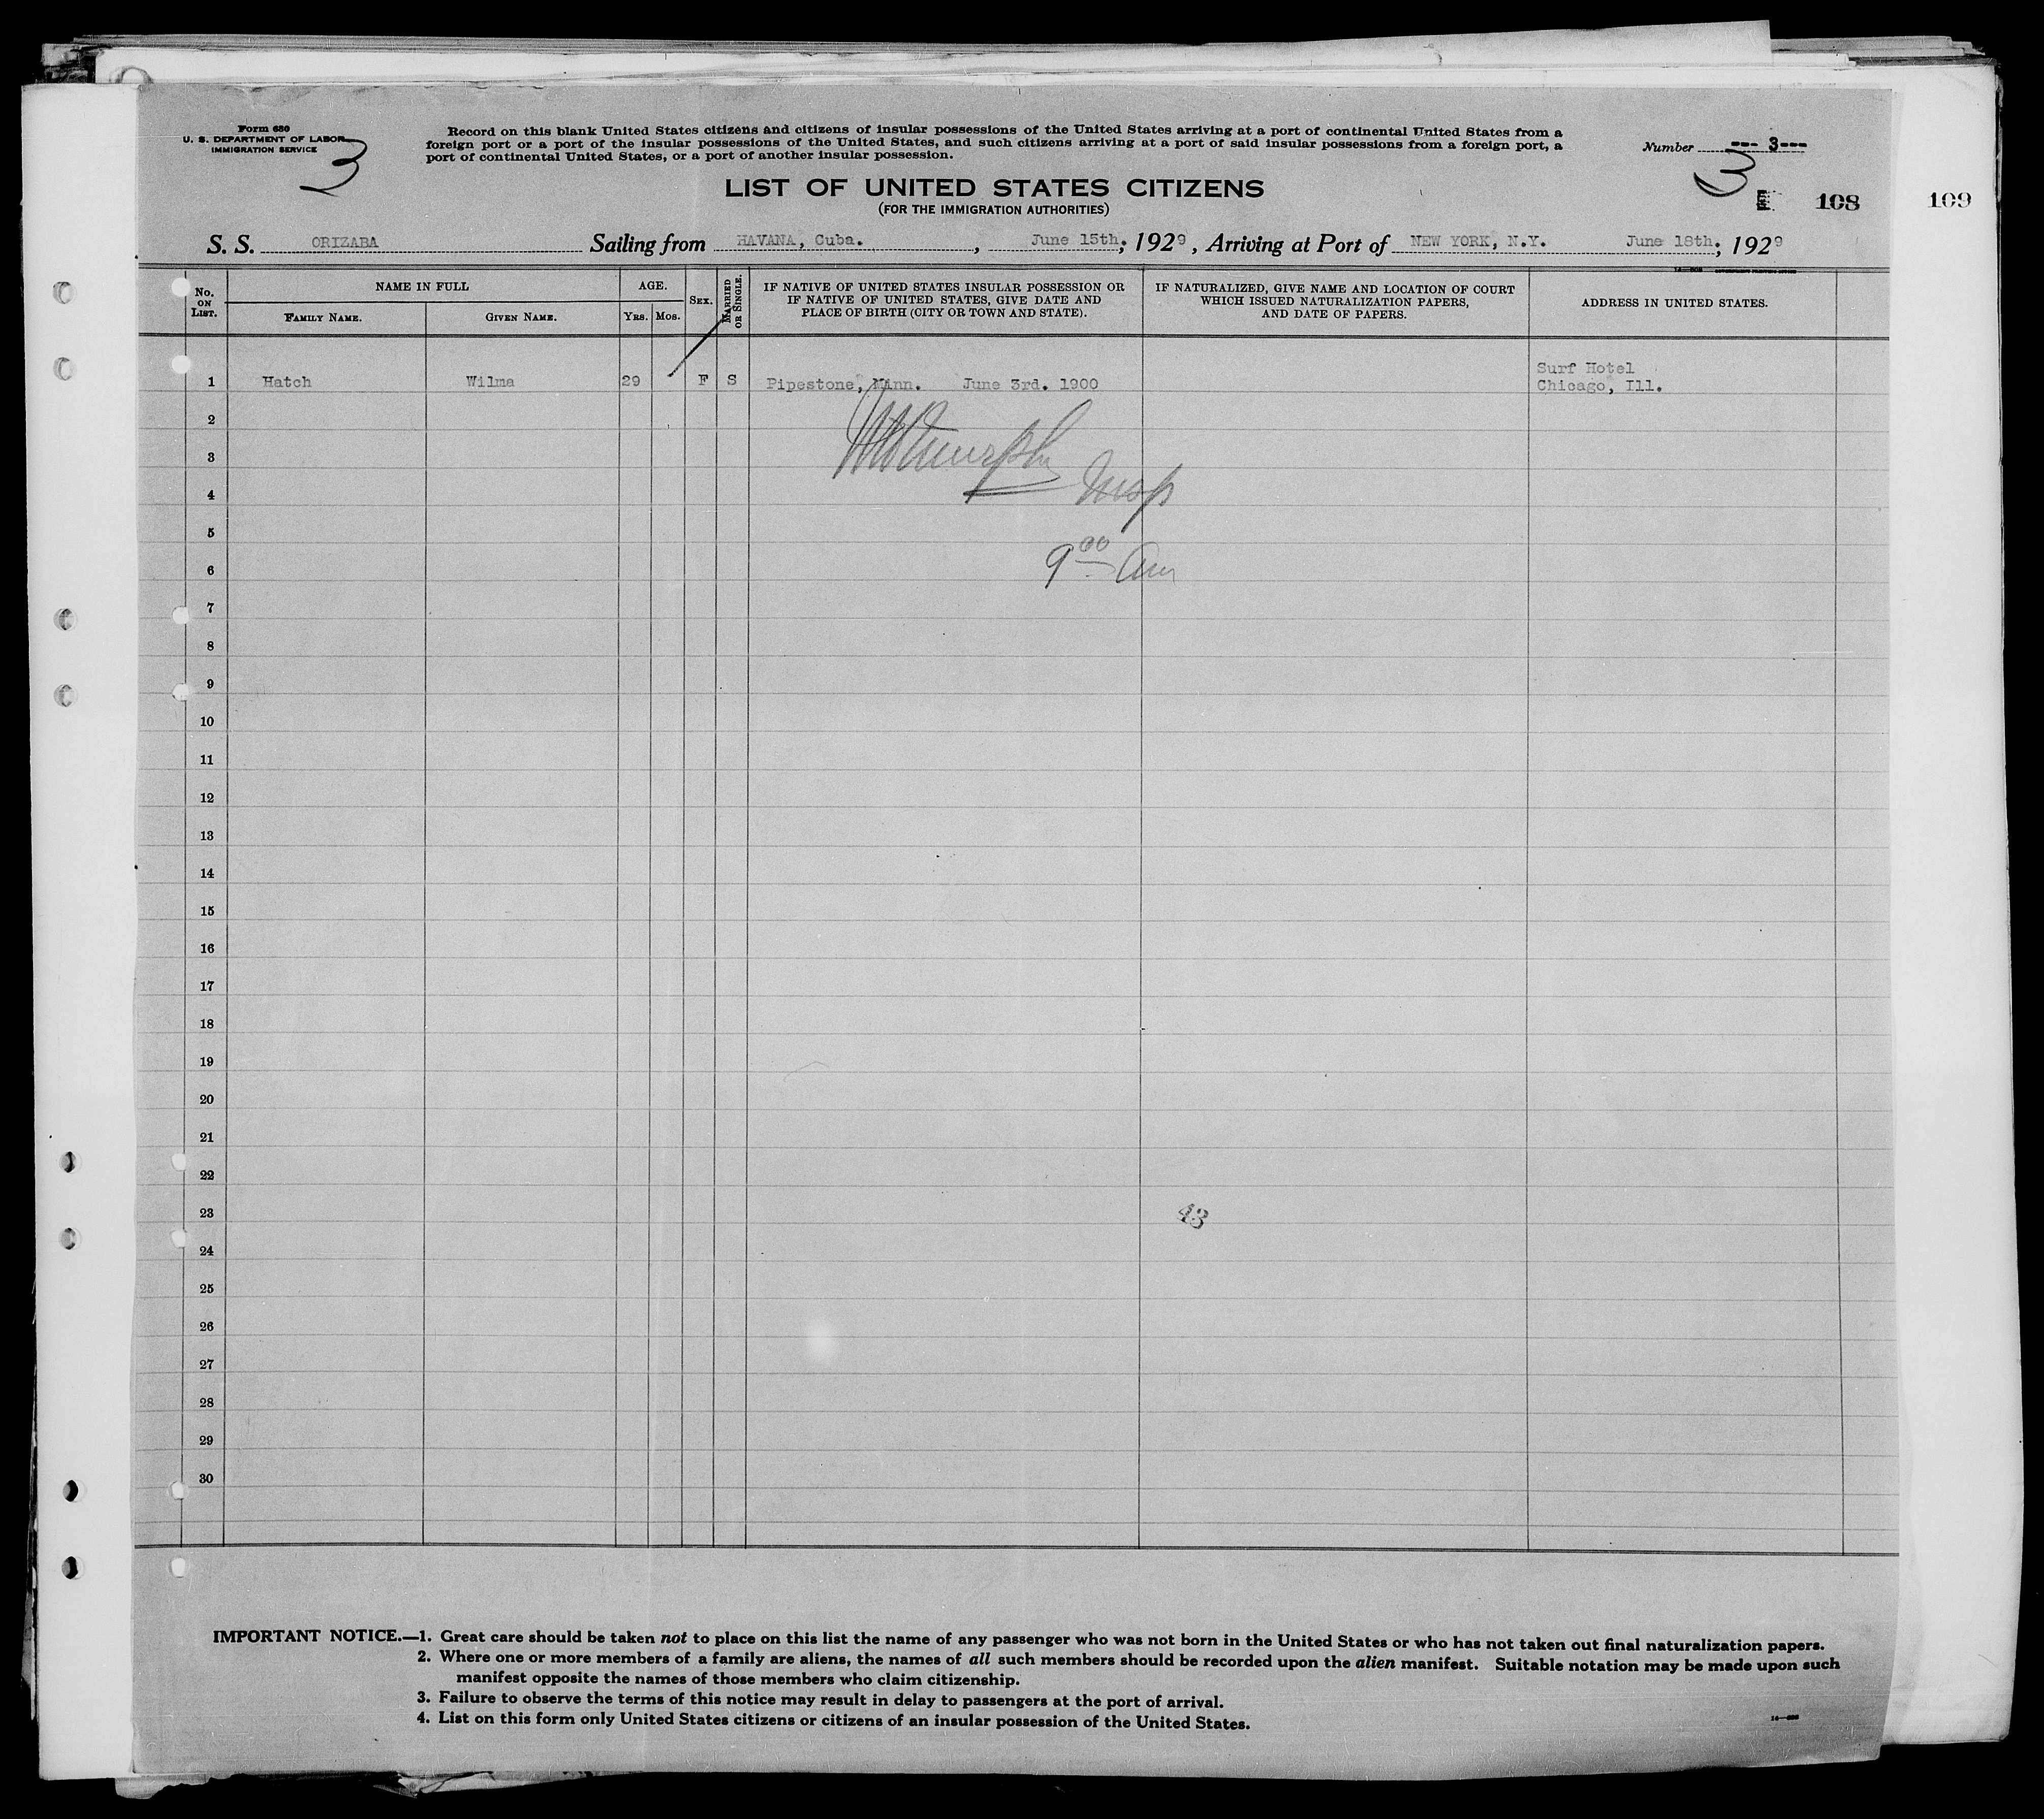 Form 630
U. S. DEPARTMENT OF LABOR
IMMIGRATION SERVICE
3
Record on this blank United States citizens and citizens of insular possessions of the United States arriving at a port of continental United States from a
foreign port or a port of the insular possessions of the United States, and such citizens arriving at a port of said insular possessions from a foreign port, a
port of continental United States, or a port of another insular possession.
Number --- 3---
3
LIST OF UNITED STATES CITIZENS
(FOR THE IMMIGRATION AUTHORITIES)
108
109
S. S. ORIZABA Sailing from HAVANA, Cuba. , June 15th; 1929 , Arriving at Port of NEW YORK, N.Y. June 18th; 1929
No. ON LIST.
NAME IN FULL
FAMILY NAME.
GIVEN NAME.
AGE.
YRS.
MOS.
SEX.
MARRIED OR SINGLE.
IF NATIVE OF UNITED STATES INSULAR POSSESSION OR
IF NATIVE OF UNITED STATES, GIVE DATE AND
PLACE OF BIRTH (CITY OR TOWN AND STATE).
IF NATURALIZED, GIVE NAME AND LOCATION OF COURT
WHICH ISSUED NATURALIZATION PAPERS,
AND DATE OF PAPERS.
ADDRESS IN UNITED STATES.
1 Hatch Wilma 29 F S Pipestone, Minn. June 3rd. 1900 Surf Hotel
Chicago, Ill.
2
3
4
Insp
5
6
9 00 am
7
8
9
10
11
12
13
14
15
16
17
18
19
20
21
22
23
43
24
25
26
27
28
29
30
IMPORTANT NOTICE.—1. Great care should be taken not to place on this list the name of any passenger who was not born in the United States or who has not taken out final naturalization papers.
2. Where one or more members of a family are aliens, the names of all such members should be recorded upon the alien manifest. Suitable notation may be made upon such
manifest opposite the names of those members who claim citizenship.
3. Failure to observe the terms of this notice may result in delay to passengers at the port of arrival.
4. List on this form only United States citizens or citizens of an insular possession of the United States.